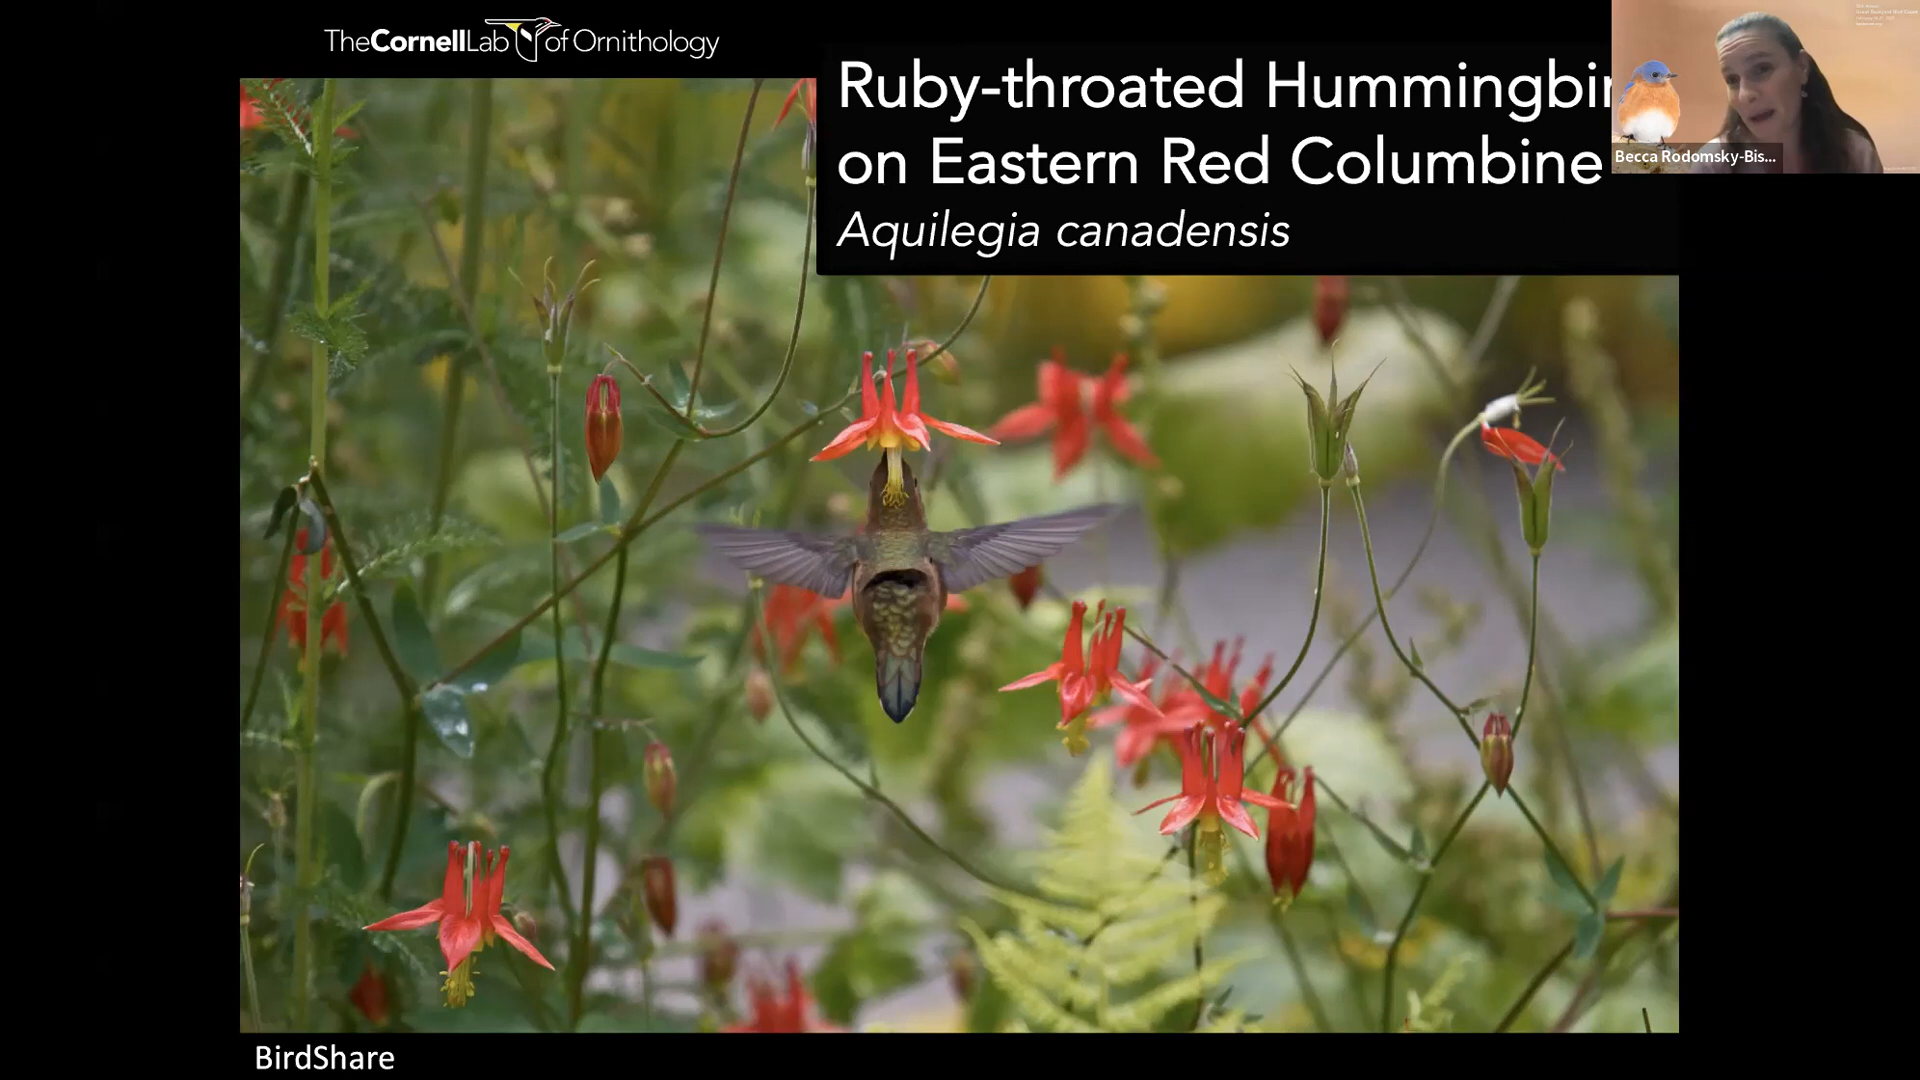 TheCornellLab of Ornithology
Ruby-throated Hummingbir
on Eastern Red Columbine
Aquilegia canadensis
Becca Rodomsky-Bis...
BirdShare